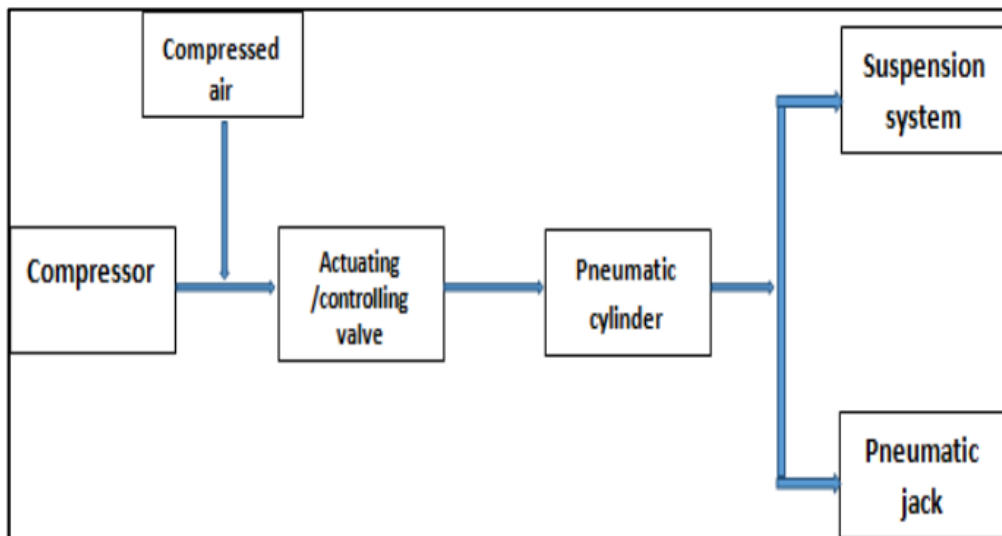 Compressed
air
Suspension
system
Compressor
Actuating
/controlling
valve
Pneumatic
cylinder
Pneumatic
jack